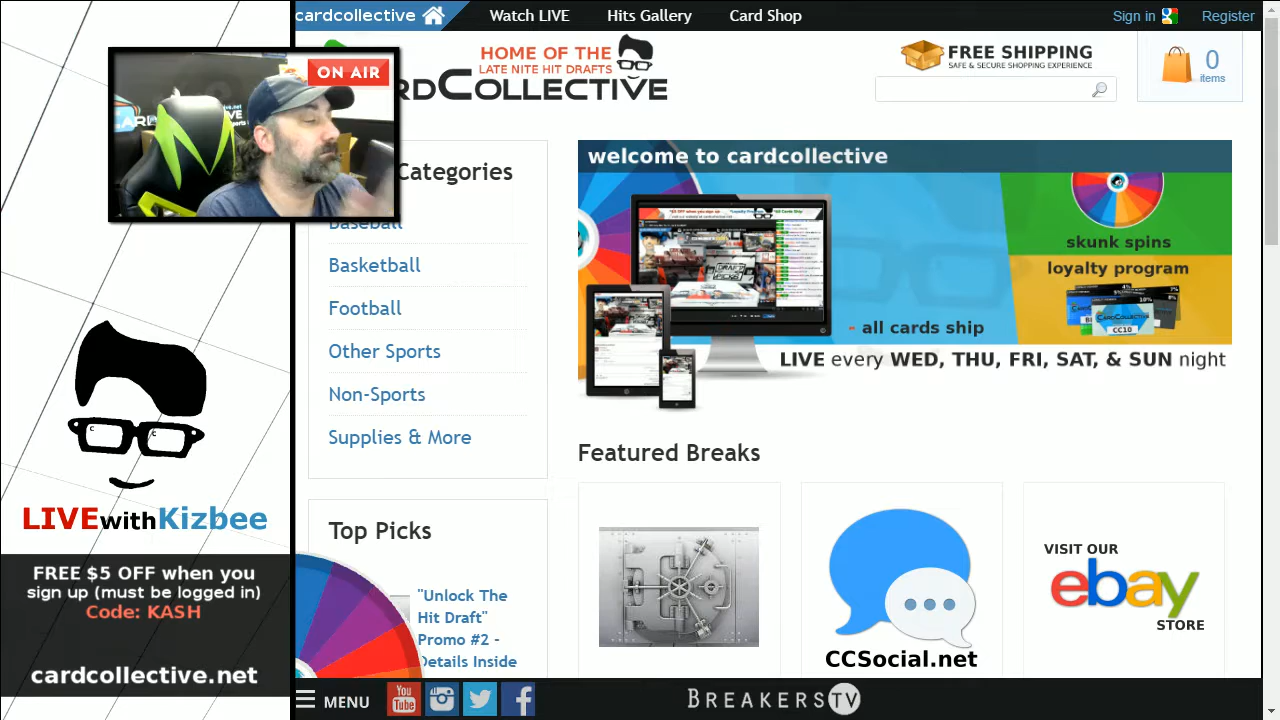 cardcollective
Watch LIVE
Hits Gallery
Card Shop
Sign in
Register
HOME OF THE
LATE NITE HIT DRAFTS
RDCOLLECTIVE
FREE SHIPPING
SAFE & SECURE SHOPPING EXPERIENCE
0
items
ON AIR
Categories
Baseball
Basketball
Football
Other Sports
Non-Sports
Supplies & More
welcome to cardcollective
skunk spins
loyalty program
CARDCOLLECTIVE
CC10
- all cards ship
LIVE every WED, THU, FRI, SAT, & SUN night
Featured Breaks
Top Picks
"Unlock The
Hit Draft"
Promo #2 -
Details Inside
CCSocial.net
VISIT OUR
ebay
STORE
LIVEwithKizbee
FREE $5 OFF when you
sign up (must be logged in)
Code: KASH
cardcollective.net
MENU
You
Tube
BREAKERSTV